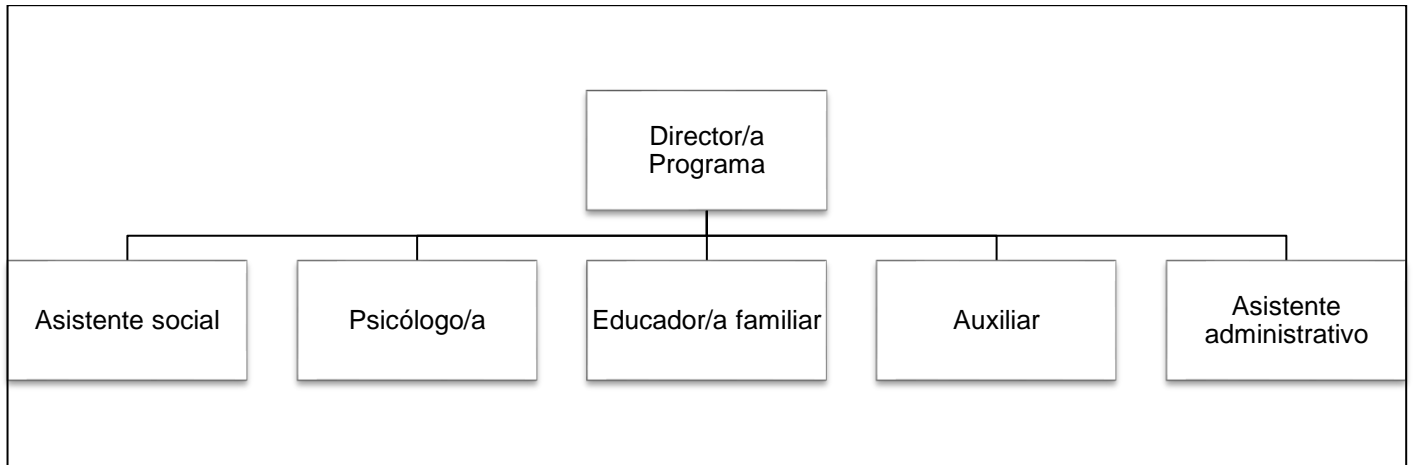 Director/a
Programa
Asistente social
Psicólogo/a
Educador/a familiar
Auxiliar
Asistente
administrativo